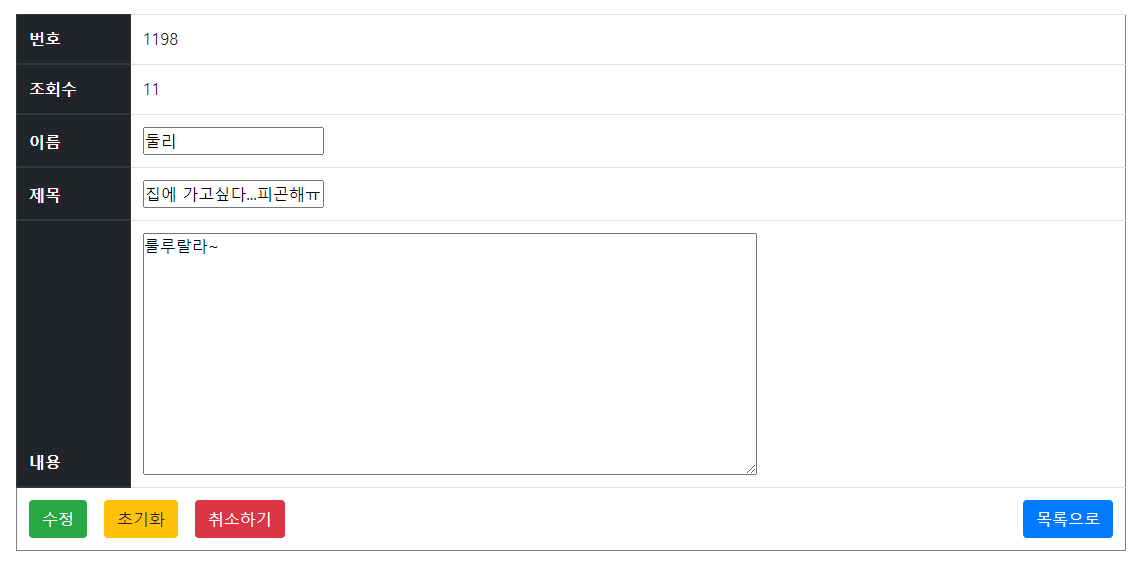 번호 1198
조회수 11
이름 둘리
제목 집에 가고싶다...피곤해ㅠ
내용 룰루랄라~
수정 초기화 취소하기 목록으로